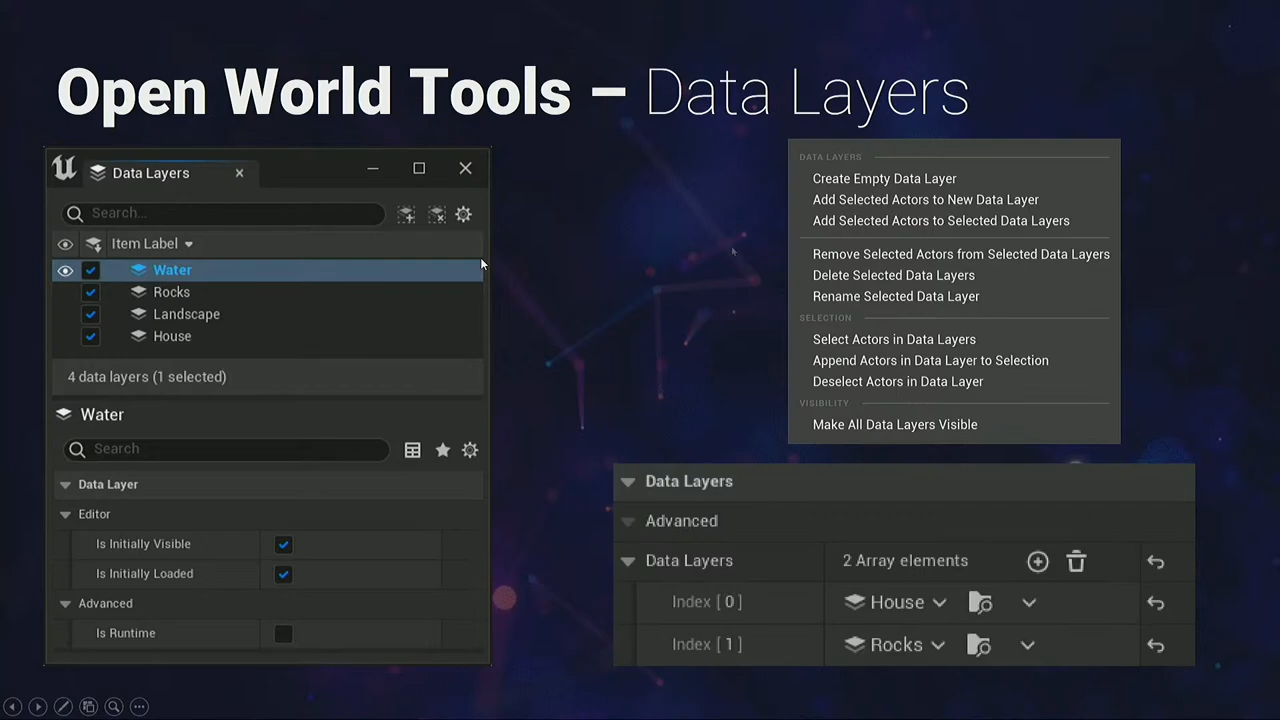 Open World Tools – Data Layers
Data Layers
Search...
Item Label
Water
Rocks
Landscape
House
4 data layers (1 selected)
Water
Search
Data Layer
Editor
Is Initially Visible
Is Initially Loaded
Advanced
Is Runtime
DATA LAYERS
Create Empty Data Layer
Add Selected Actors to New Data Layer
Add Selected Actors to Selected Data Layers
Remove Selected Actors from Selected Data Layers
Delete Selected Data Layers
Rename Selected Data Layer
SELECTION
Select Actors in Data Layers
Append Actors in Data Layer to Selection
Deselect Actors in Data Layer
VISIBILITY
Make All Data Layers Visible
Data Layers
Advanced
Data Layers 2 Array elements
Index [ 0 ] House
Index [ 1 ] Rocks